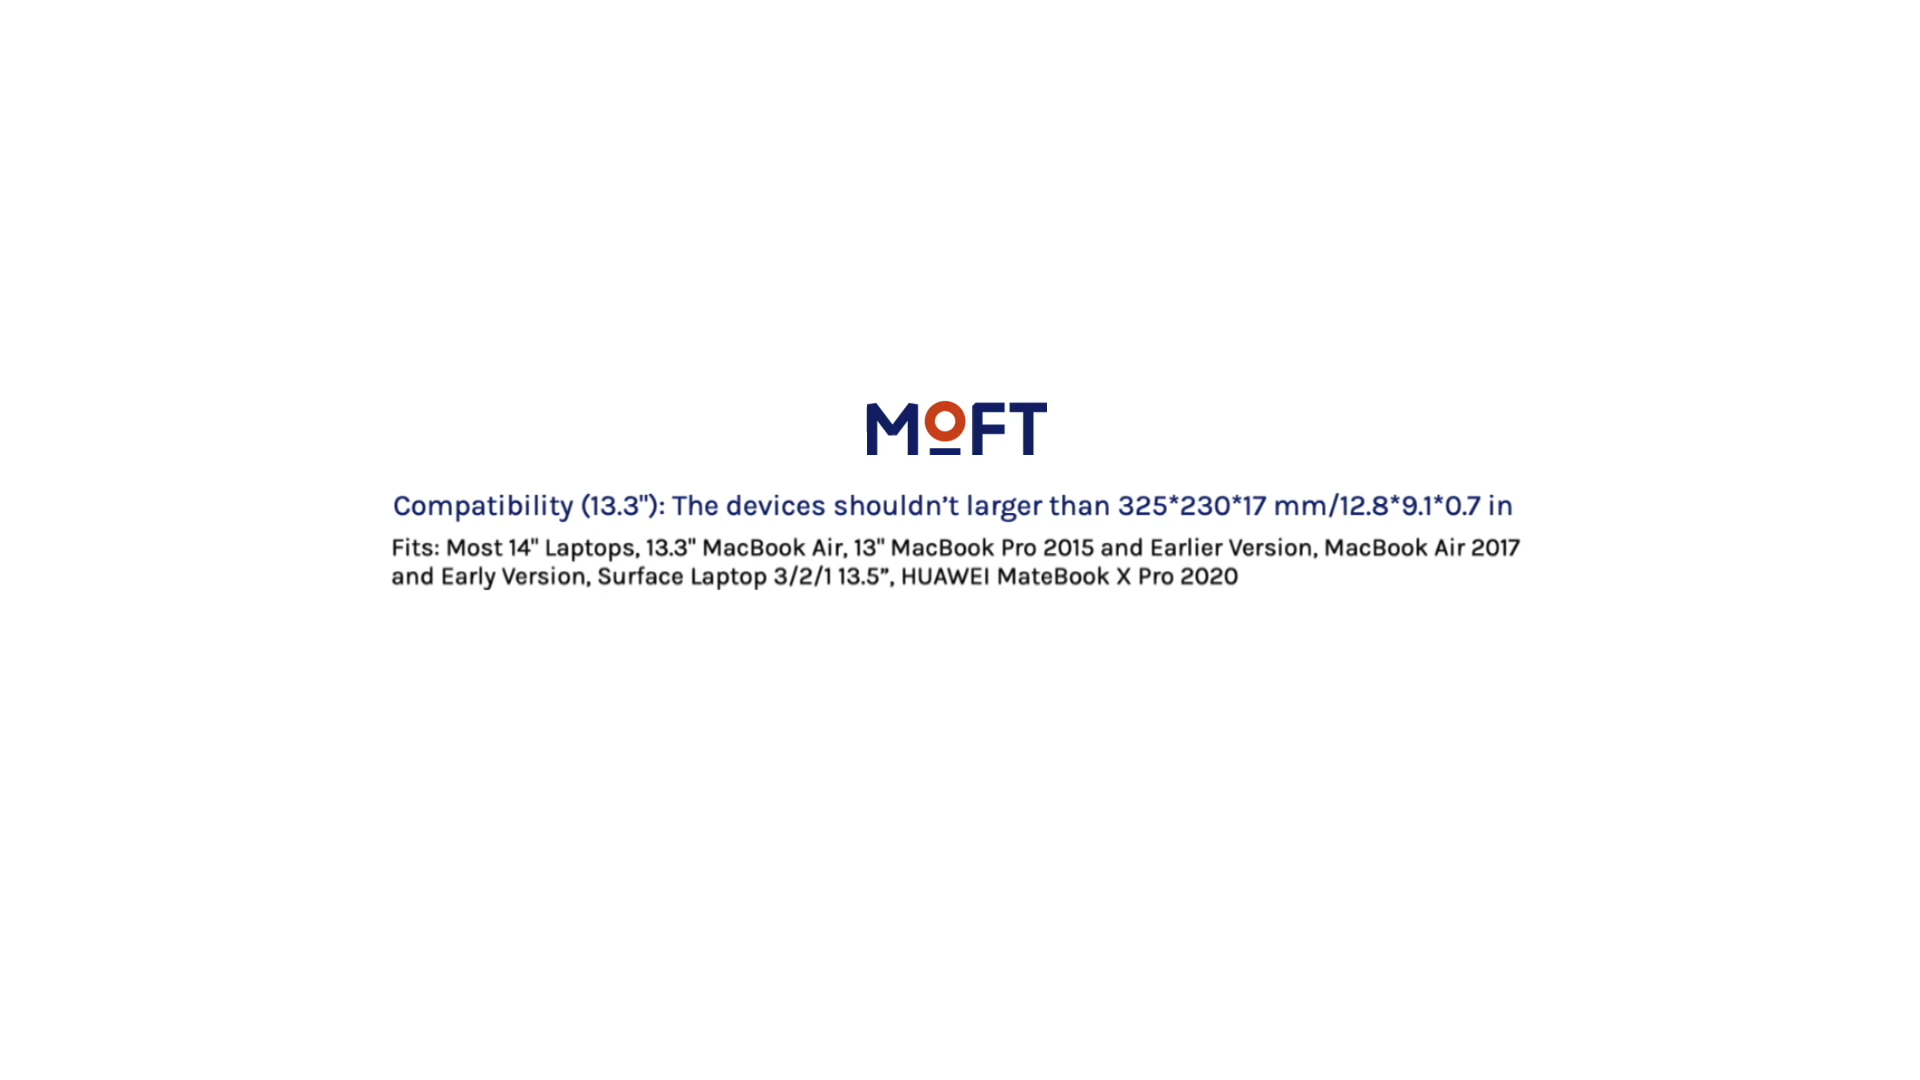 MOFT
Compatibility (13.3"): The devices shouldn’t larger than 325*230*17 mm/12.8*9.1*0.7 in
Fits: Most 14" Laptops, 13.3" MacBook Air, 13" MacBook Pro 2015 and Earlier Version, MacBook Air 2017
and Early Version, Surface Laptop 3/2/1 13.5”, HUAWEI MateBook X Pro 2020